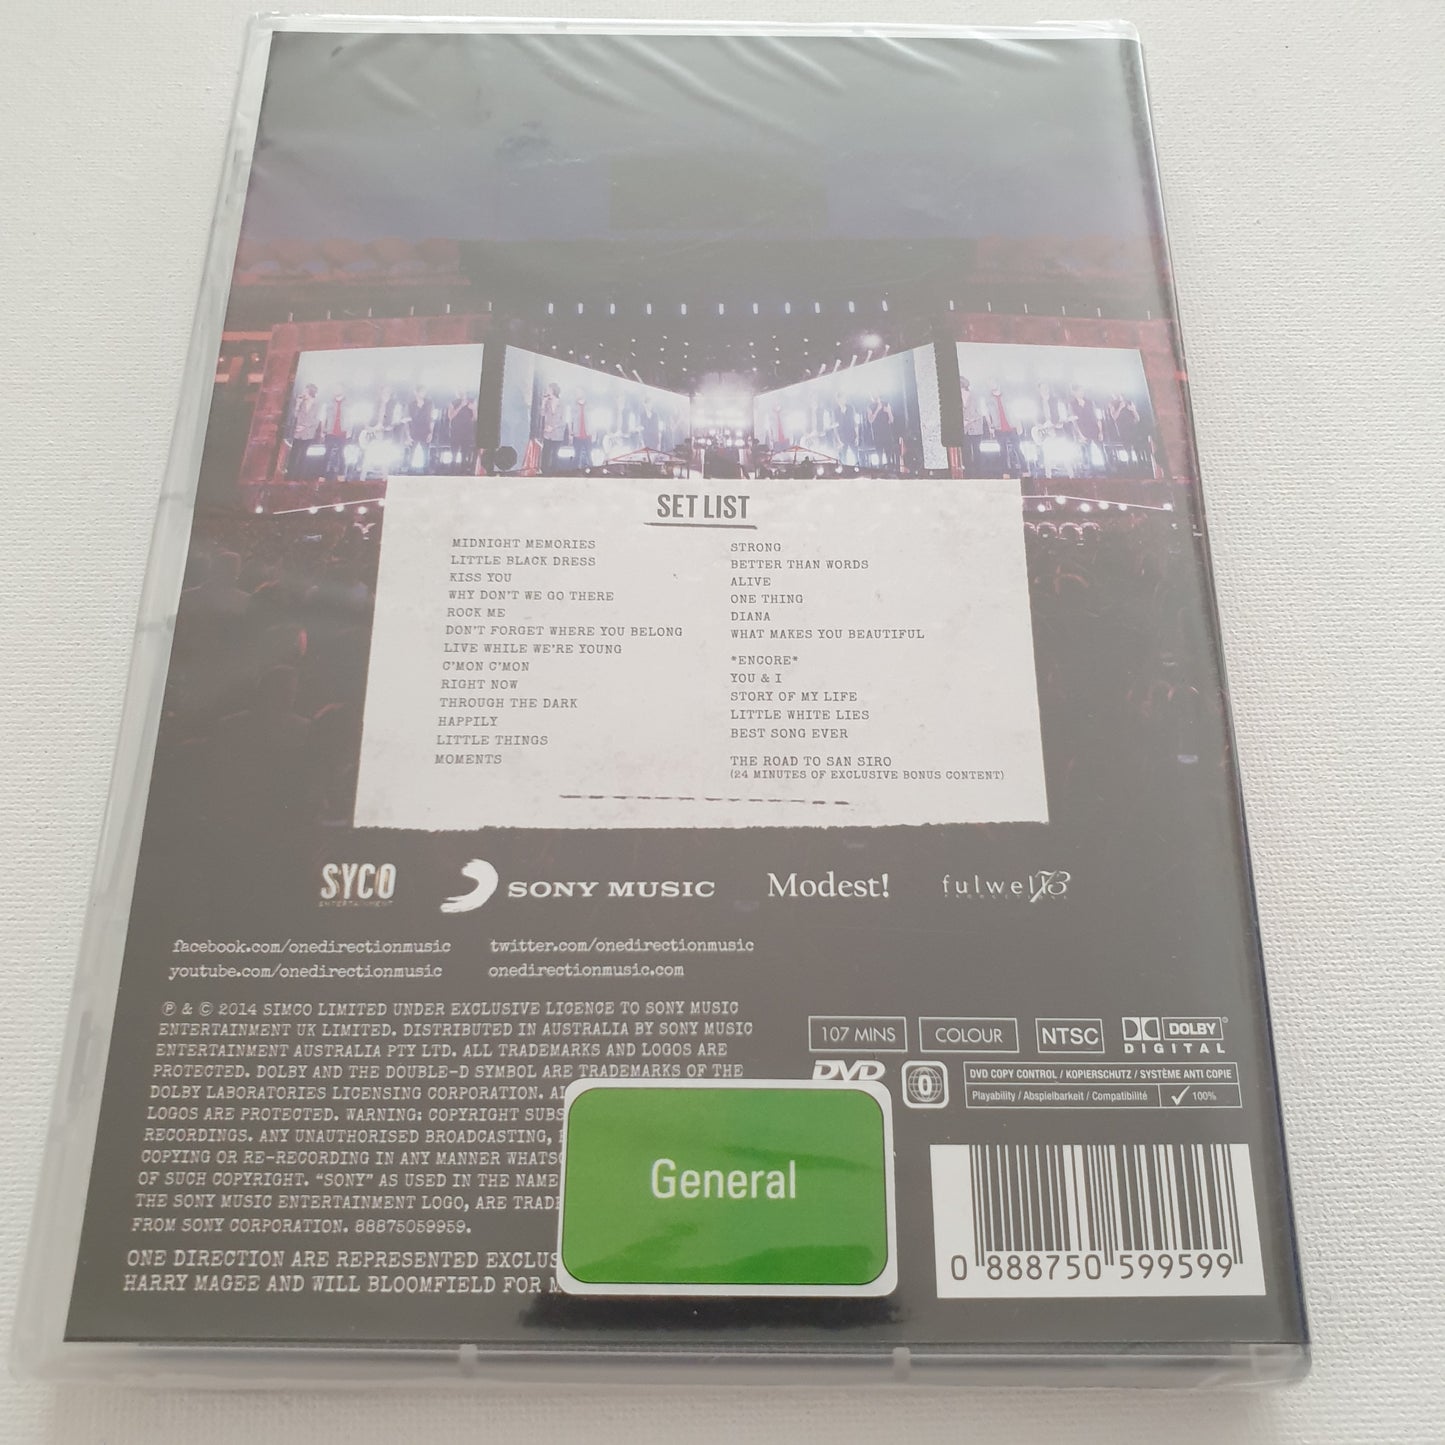 SET LIST
MIDNIGHT MEMORIES
LITTLE BLACK DRESS
KISS YOU
WHY DON'T WE GO THERE
ROCK ME
DON'T FORGET WHERE YOU BELONG
LIVE WHILE WE'RE YOUNG
C'MON C'MON
RIGHT NOW
THROUGH THE DARK
HAPPILY
LITTLE THINGS
MOMENTS
STRONG
BETTER THAN WORDS
ALIVE
ONE THING
DIANA
WHAT MAKES YOU BEAUTIFUL
*ENCORE*
YOU & I
STORY OF MY LIFE
LITTLE WHITE LIES
BEST SONG EVER
THE ROAD TO SAN SIRO
(24 MINUTES OF EXCLUSIVE BONUS CONTENT)
SYCO
ENTERTAINMENT
SONY MUSIC
Modest!
fulwell73
PRODUCTIONS
facebook.com/onedirectionmusic
twitter.com/onedirectionmusic
youtube.com/onedirectionmusic
onedirectionmusic.com
℗ & © 2014 SIMCO LIMITED UNDER EXCLUSIVE LICENCE TO SONY MUSIC
ENTERTAINMENT UK LIMITED. DISTRIBUTED IN AUSTRALIA BY SONY MUSIC
ENTERTAINMENT AUSTRALIA PTY LTD. ALL TRADEMARKS AND LOGOS ARE
PROTECTED. DOLBY AND THE DOUBLE-D SYMBOL ARE TRADEMARKS OF THE
DOLBY LABORATORIES LICENSING CORPORATION.
LOGOS ARE PROTECTED. WARNING: COPYRIGHT SUBS
RECORDINGS. ANY UNAUTHORISED BROADCASTING,
COPYING OR RE-RECORDING IN ANY MANNER WHATSO
OF SUCH COPYRIGHT. "SONY" AS USED IN THE NAME
THE SONY MUSIC ENTERTAINMENT LOGO, ARE TRADE
FROM SONY CORPORATION. 88875059959.
ONE DIRECTION ARE REPRESENTED EXCLUS
HARRY MAGEE AND WILL BLOOMFIELD FOR M
107 MINS
COLOUR
NTSC
DOLBY
DIGITAL
DVD
0
DVD COPY CONTROL / KOPIERSCHUTZ / SYSTÈME ANTI COPIE
Playability / Abspielbarkeit / Compatibilité
100%
General
0 888750 599599